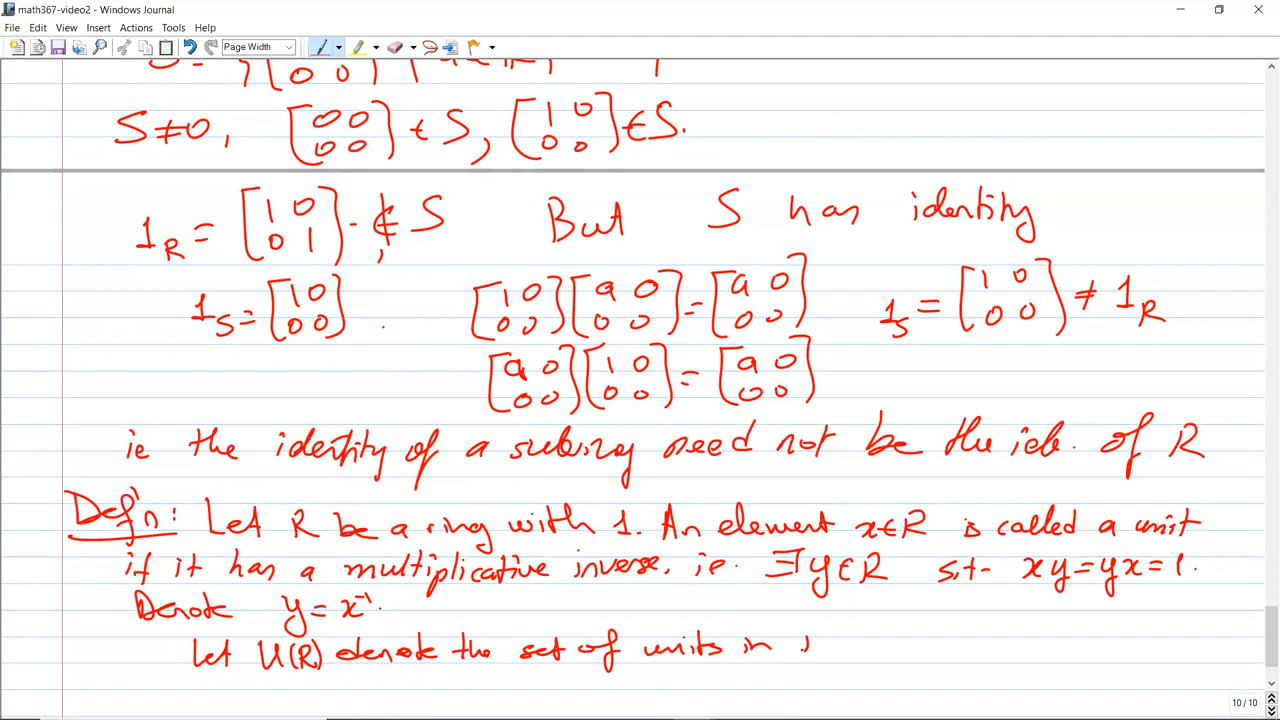 math367-video2 - Windows Journal
File Edit View Insert Actions Tools Help
Page Width
0 0
S≠0, [0 0 0 0] ∈ S, [1 0 0 0] ∈ S.
1_R = [1 0 0 1] ∉ S But S has identity
1_S = [1 0 0 0] . [1 0 0 0][a 0 0 0] = [a 0 0 0] 1_S = [1 0 0 0] ≠ 1_R
[a 0 0 0][1 0 0 0] = [a 0 0 0]
ie the identity of a subring need not be the ide. of R
Def'n: Let R be a ring with 1. An element x∈R is called a unit
if it has a multiplicative inverse, ie. ∃ y∈R s.t. xy=yx=1.
Denote y=x⁻¹.
Let U(R) denote the set of units in
10 / 10